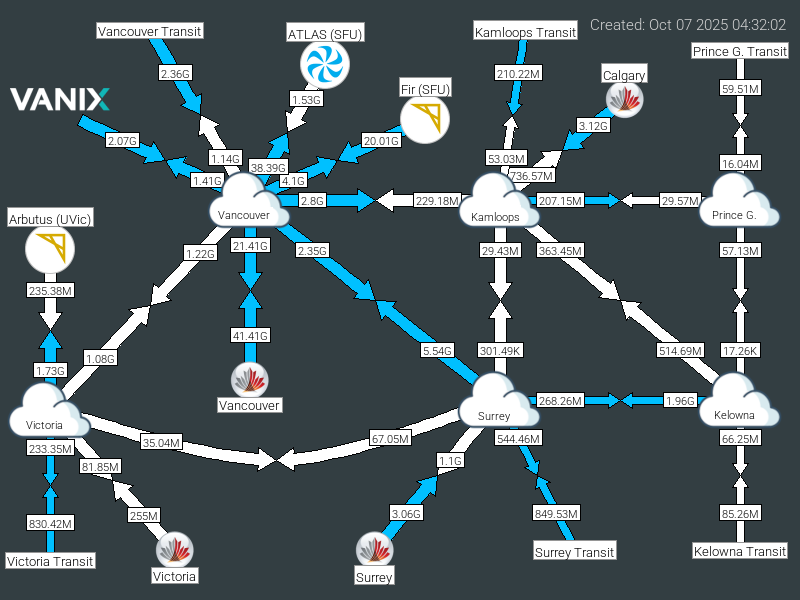 Created: Oct 07 2025 04:32:02
Vancouver Transit
ATLAS (SFU)
Kamloops Transit
Prince G. Transit
2.36G
210.22M
Calgary
59.51M
VANIX
1.53G
Fir (SFU)
3.12G
2.07G
20.01G
1.14G
53.03M
16.04M
38.39G
1.41G
4.1G
736.57M
2.8G
229.18M
207.15M
29.57M
Vancouver
Kamloops
Prince G.
Arbutus (UVic)
1.22G
21.41G
2.35G
29.43M
363.45M
57.13M
235.38M
41.41G
1.08G
5.54G
301.49K
514.69M
17.26K
1.73G
Vancouver
268.26M
1.96G
Victoria
Surrey
Kelowna
35.04M
67.05M
544.46M
66.25M
233.35M
81.85M
1.1G
830.42M
255M
3.06G
849.53M
85.26M
Victoria Transit
Victoria
Surrey
Surrey Transit
Kelowna Transit